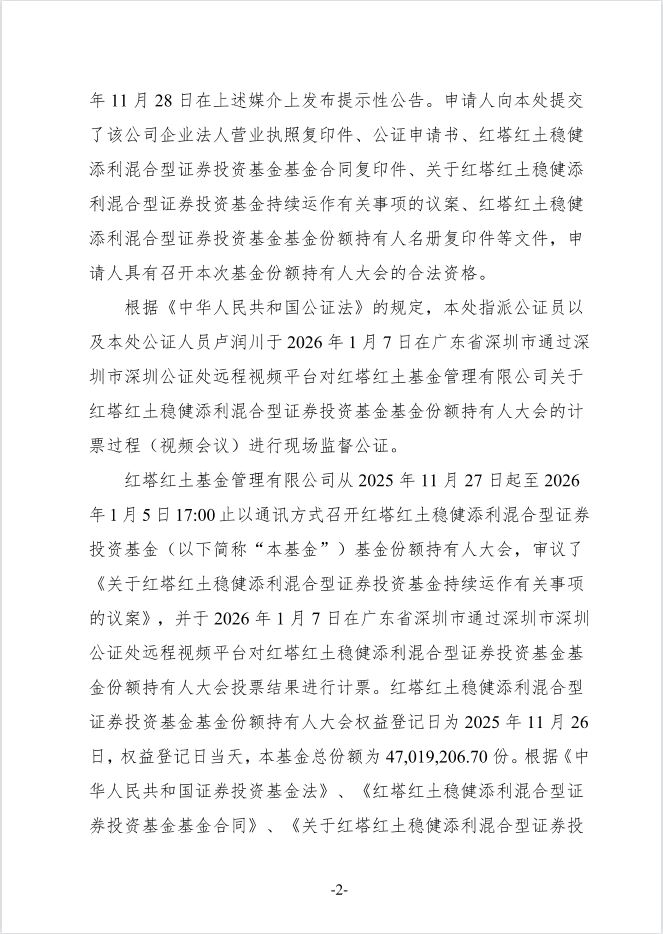 年 11 月 28 日在上述媒介上发布提示性公告。申请人向本处提交
了该公司企业法人营业执照复印件、公证申请书、红塔红土稳健
添利混合型证券投资基金基金合同复印件、关于红塔红土稳健添
利混合型证券投资基金持续运作有关事项的议案、红塔红土稳健
添利混合型证券投资基金基金份额持有人名册复印件等文件，申
请人具有召开本次基金份额持有人大会的合法资格。
根据《中华人民共和国公证法》的规定，本处指派公证员以
及本处公证人员卢润川于 2026 年 1 月 7 日在广东省深圳市通过深
圳市深圳公证处远程视频平台对红塔红土基金管理有限公司关于
红塔红土稳健添利混合型证券投资基金基金份额持有人大会的计
票过程（视频会议）进行现场监督公证。
红塔红土基金管理有限公司从 2025 年 11 月 27 日起至 2026
年 1 月 5 日 17:00 止以通讯方式召开红塔红土稳健添利混合型证券
投资基金（以下简称“本基金”）基金份额持有人大会，审议了
《关于红塔红土稳健添利混合型证券投资基金持续运作有关事项
的议案》，并于 2026 年 1 月 7 日在广东省深圳市通过深圳市深圳
公证处远程视频平台对红塔红土稳健添利混合型证券投资基金基
金份额持有人大会投票结果进行计票。红塔红土稳健添利混合型
证券投资基金基金份额持有人大会权益登记日为 2025 年 11 月 26
日，权益登记日当天，本基金总份额为 47,019,206.70 份。根据《中
华人民共和国证券投资基金法》、《红塔红土稳健添利混合型证
券投资基金基金合同》、《关于红塔红土稳健添利混合型证券投
-2-